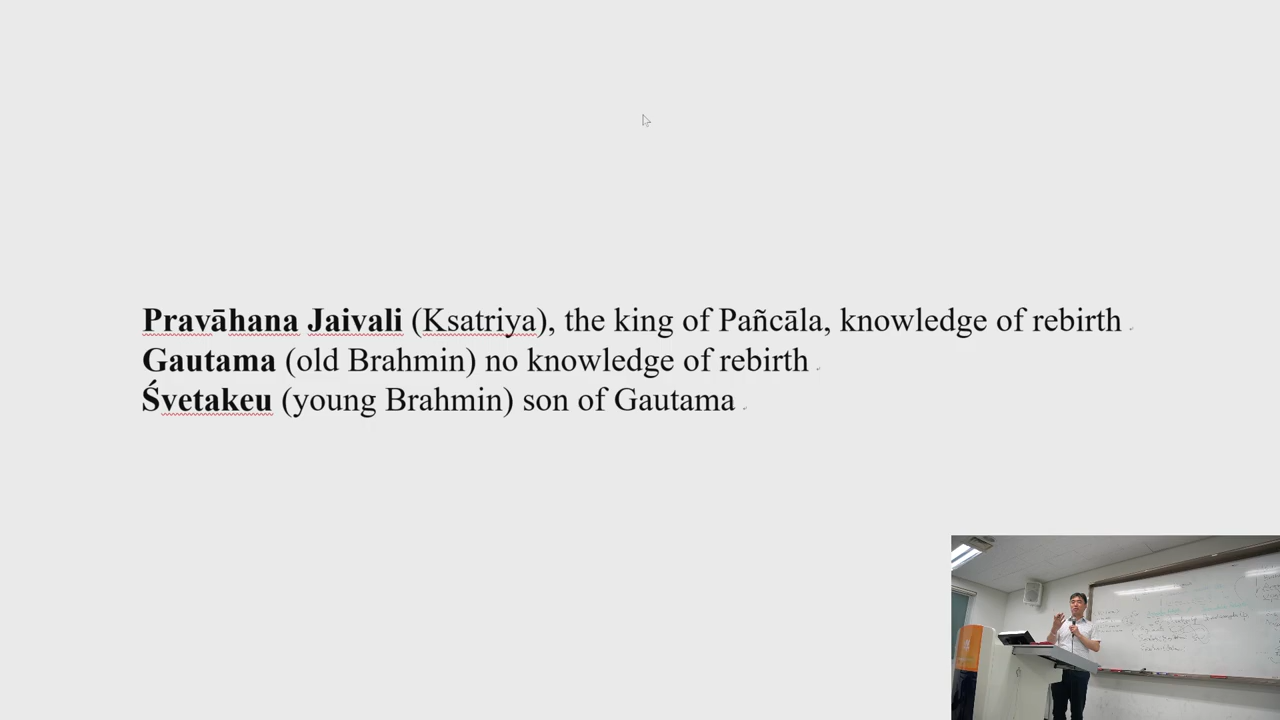 Pravāhana Jaivali (Ksatriya), the king of Pañcāla, knowledge of rebirth
Gautama (old Brahmin) no knowledge of rebirth
Śvetakeu (young Brahmin) son of Gautama